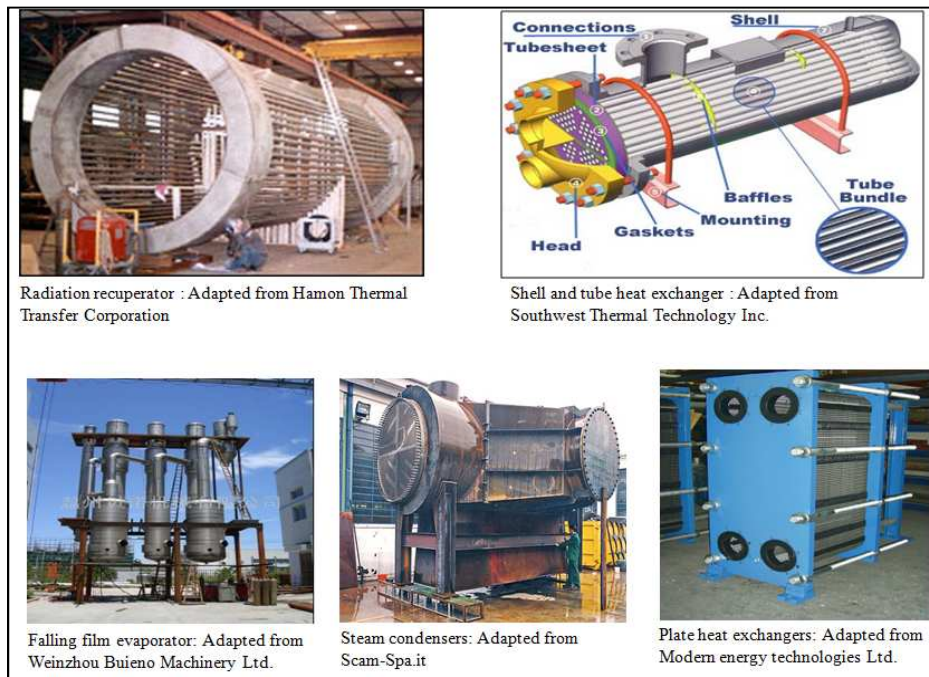 Connections
Shell
Tubesheet
Baffles
Tube
Bundle
Mounting
Gaskets
Head
Radiation recuperator : Adapted from Hamon Thermal
Transfer Corporation
Shell and tube heat exchanger : Adapted from
Southwest Thermal Technology Inc.
Falling film evaporator: Adapted from
Weinzhou Buieno Machinery Ltd.
Steam condensers: Adapted from
Scam-Spa.it
Plate heat exchangers: Adapted from
Modern energy technologies Ltd.